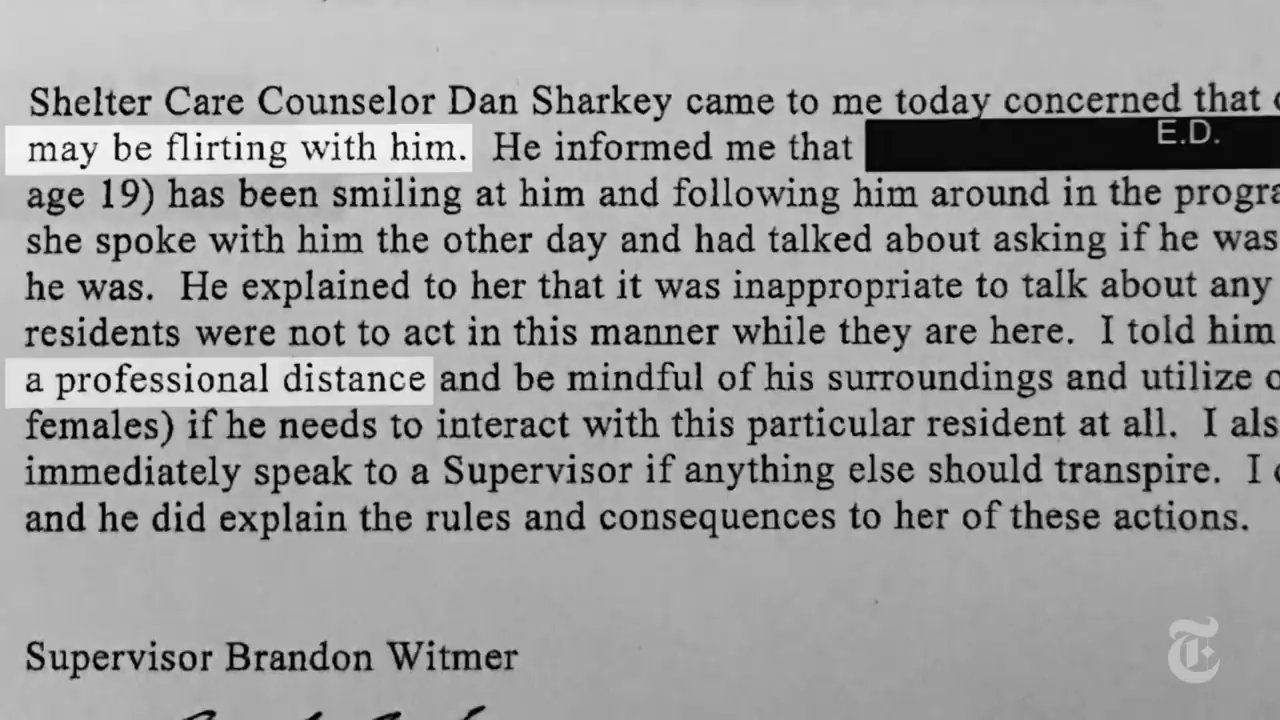 Shelter Care Counselor Dan Sharkey came to me today concerned that
may be flirting with him. He informed me that E.D.
age 19) has been smiling at him and following him around in the progra
she spoke with him the other day and had talked about asking if he was
he was. He explained to her that it was inappropriate to talk about any
residents were not to act in this manner while they are here. I told him
a professional distance and be mindful of his surroundings and utilize
females) if he needs to interact with this particular resident at all. I als
immediately speak to a Supervisor if anything else should transpire. I
and he did explain the rules and consequences to her of these actions.
Supervisor Brandon Witmer
T